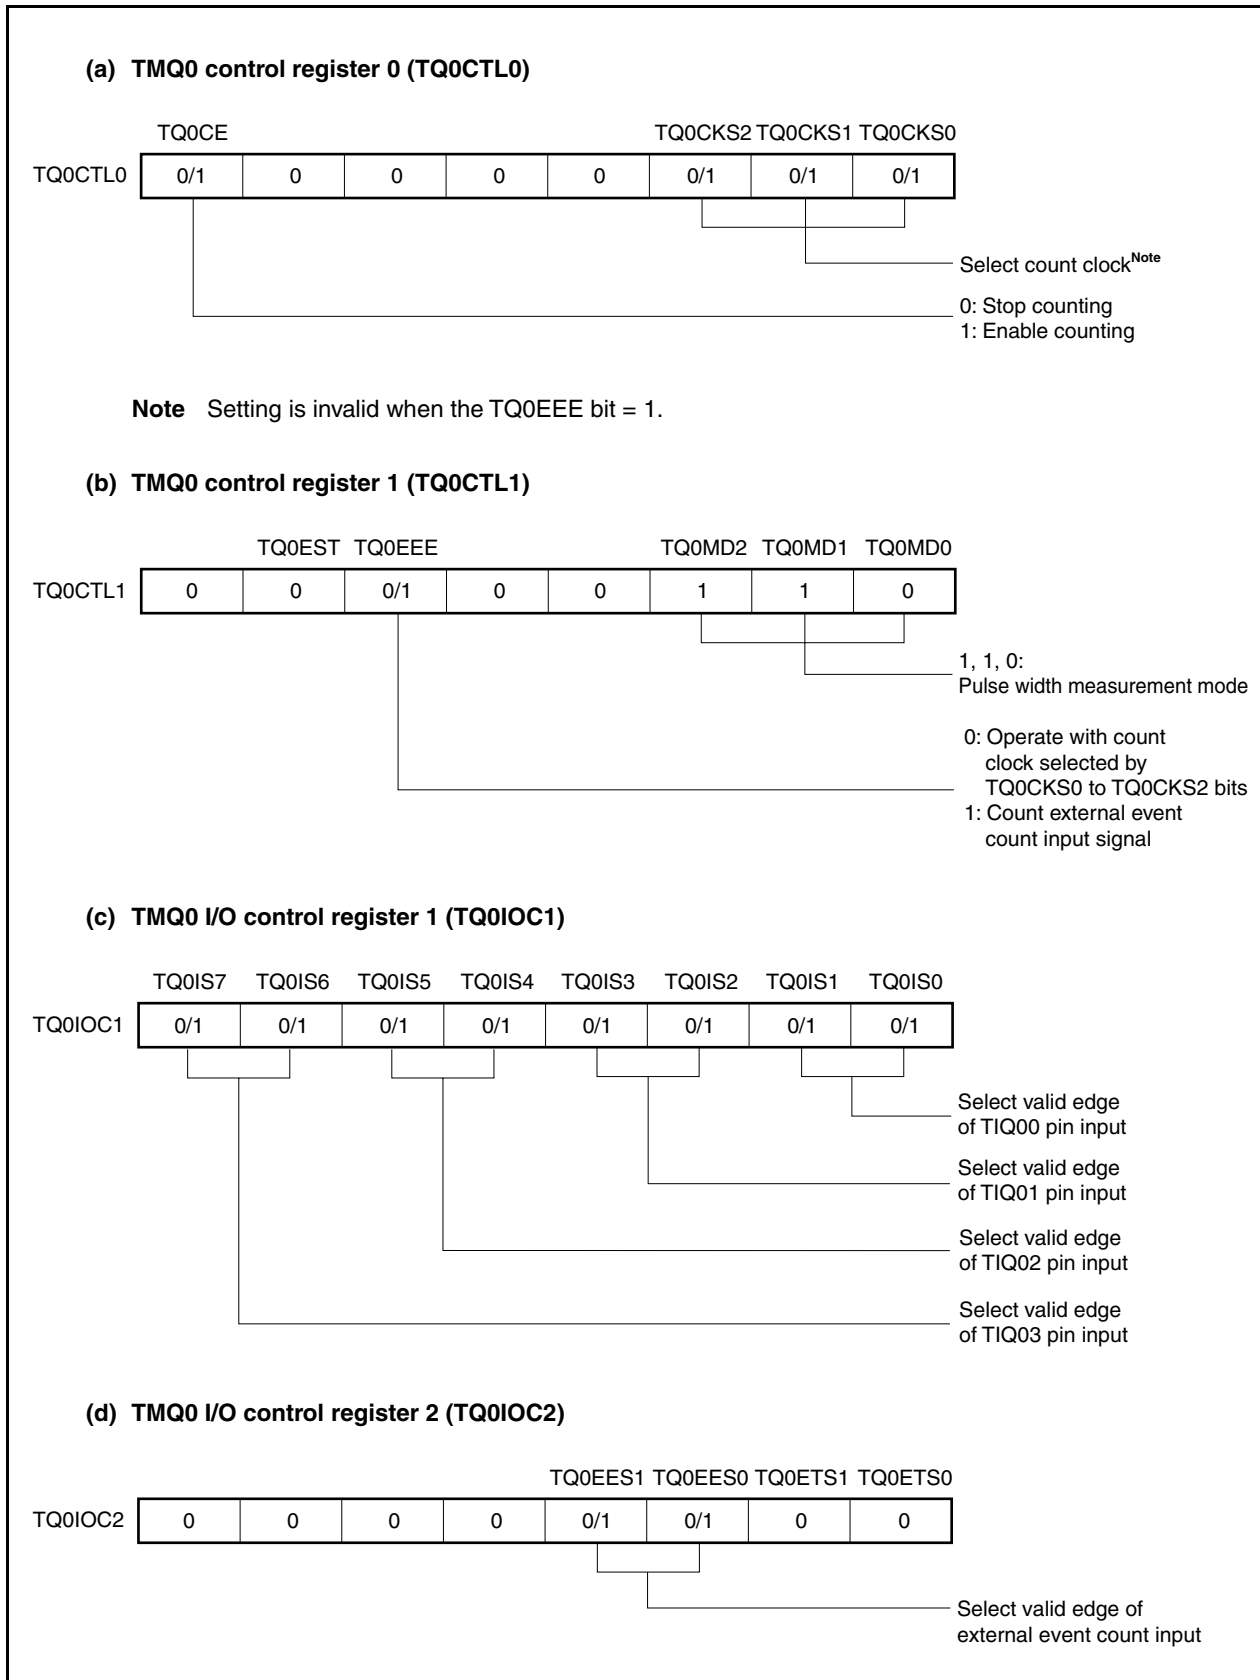 (a) TMQ0 control register 0 (TQ0CTL0)
TQ0CE TQ0CKS2 TQ0CKS1 TQ0CKS0
TQ0CTL0 0/1 0 0 0 0 0/1 0/1 0/1
Select count clockNote
0: Stop counting
1: Enable counting
Note Setting is invalid when the TQ0EEE bit = 1.
(b) TMQ0 control register 1 (TQ0CTL1)
TQ0EST TQ0EEE TQ0MD2 TQ0MD1 TQ0MD0
TQ0CTL1 0 0 0/1 0 0 1 1 0
1, 1, 0:
Pulse width measurement mode
0: Operate with count
clock selected by
TQ0CKS0 to TQ0CKS2 bits
1: Count external event
count input signal
(c) TMQ0 I/O control register 1 (TQ0IOC1)
TQ0IS7 TQ0IS6 TQ0IS5 TQ0IS4 TQ0IS3 TQ0IS2 TQ0IS1 TQ0IS0
TQ0IOC1 0/1 0/1 0/1 0/1 0/1 0/1 0/1 0/1
Select valid edge
of TIQ00 pin input
Select valid edge
of TIQ01 pin input
Select valid edge
of TIQ02 pin input
Select valid edge
of TIQ03 pin input
(d) TMQ0 I/O control register 2 (TQ0IOC2)
TQ0EES1 TQ0EES0 TQ0ETS1 TQ0ETS0
TQ0IOC2 0 0 0 0 0/1 0/1 0 0
Select valid edge of
external event count input